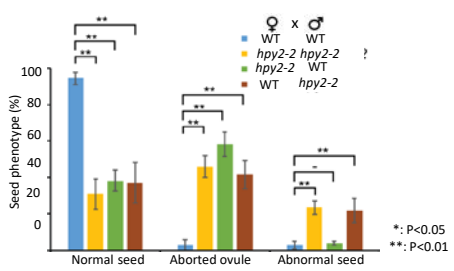 ♀ x ♂
WT WT
hpy2-2 hpy2-2
hpy2-2 WT
WT hpy2-2
?
Seed phenotype (%)
100
80
60
40
20
0
** ** **
** ** **
** - **
Normal seed Aborted ovule Abnormal seed
*: P<0.05
**: P<0.01